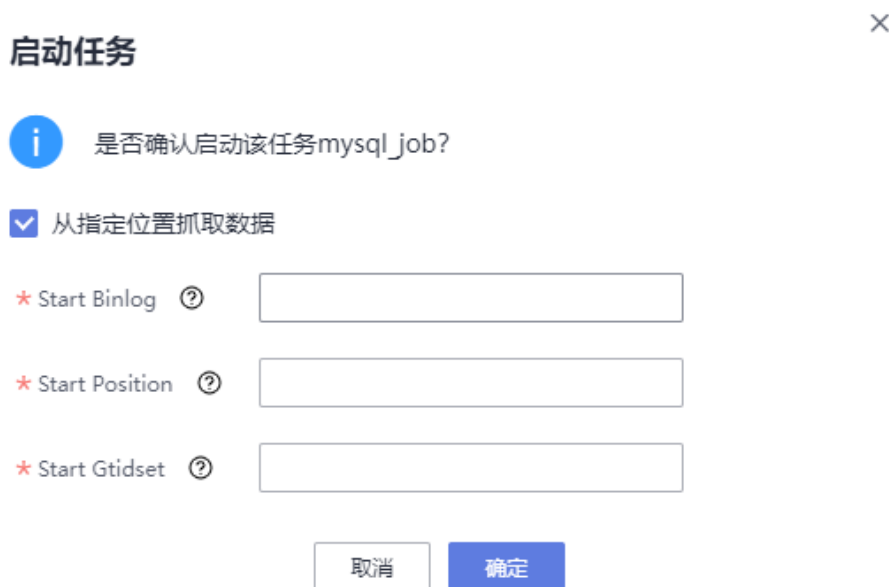 启动任务
是否确认启动该任务mysql_job?
从指定位置抓取数据
* Start Binlog
* Start Position
* Start Gtidset
取消 确定